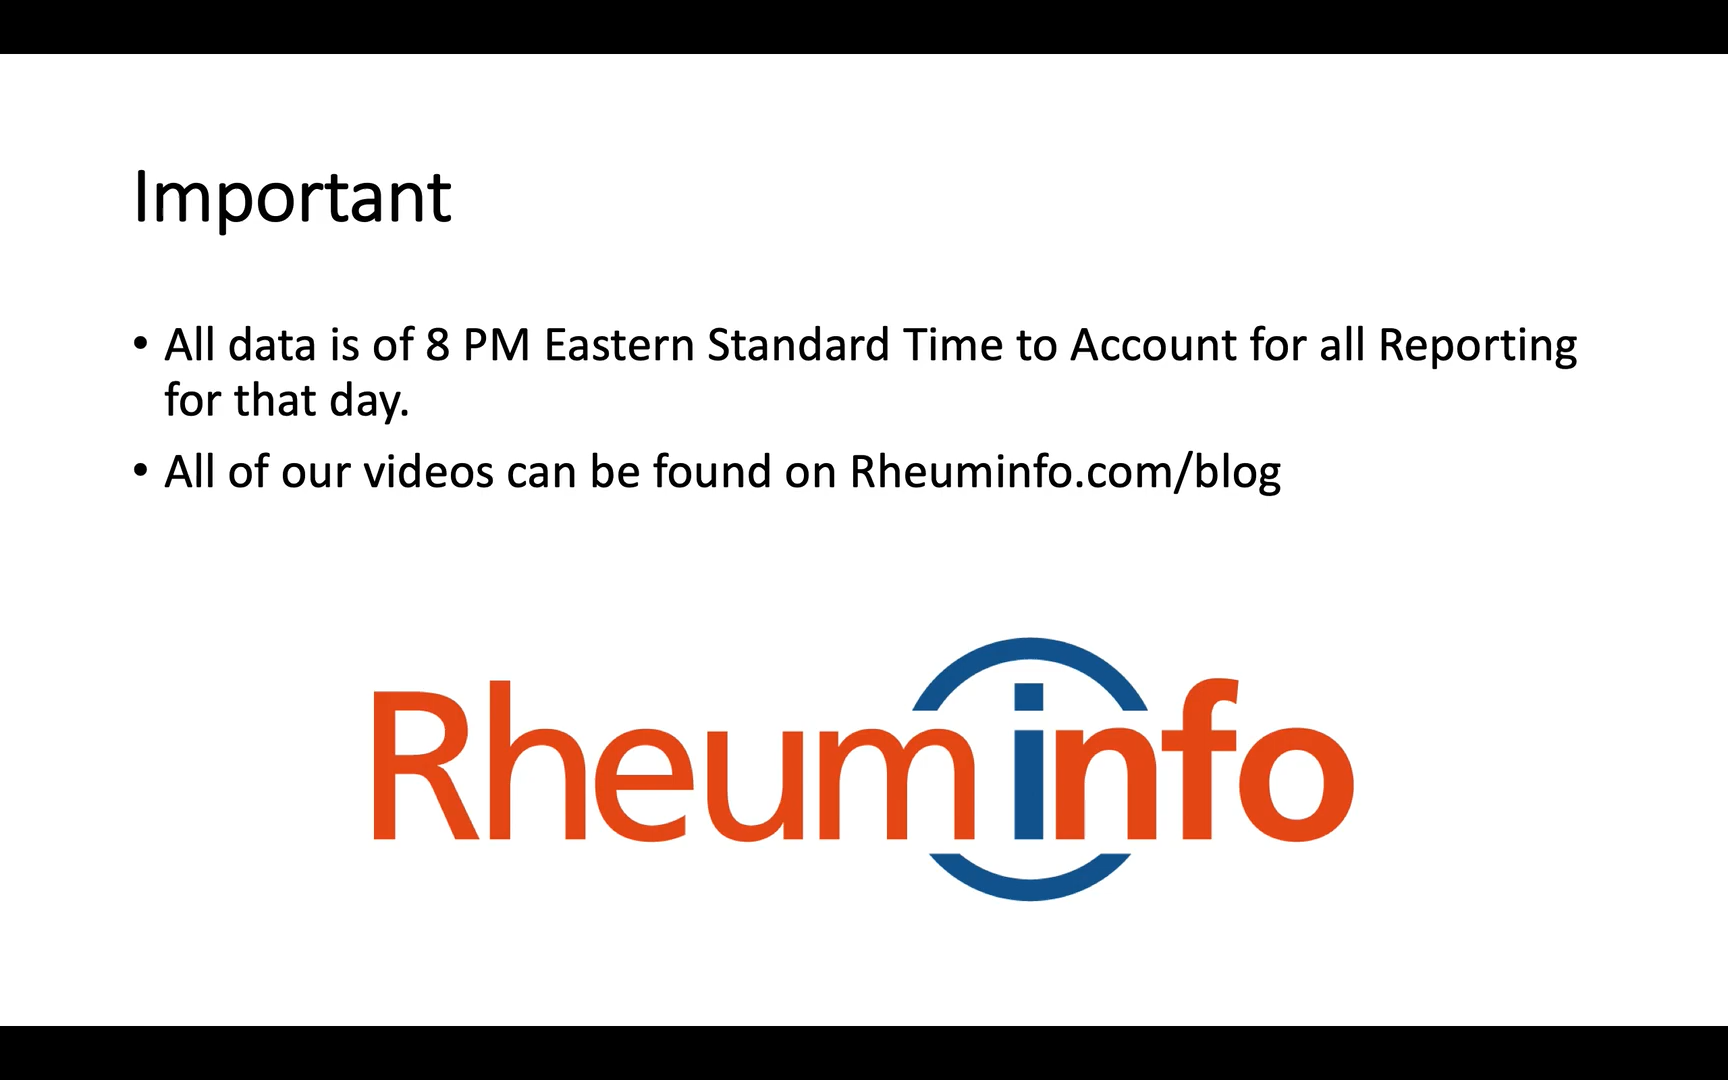 Important
• All data is of 8 PM Eastern Standard Time to Account for all Reporting
for that day.
• All of our videos can be found on Rheuminfo.com/blog
Rheuminfo